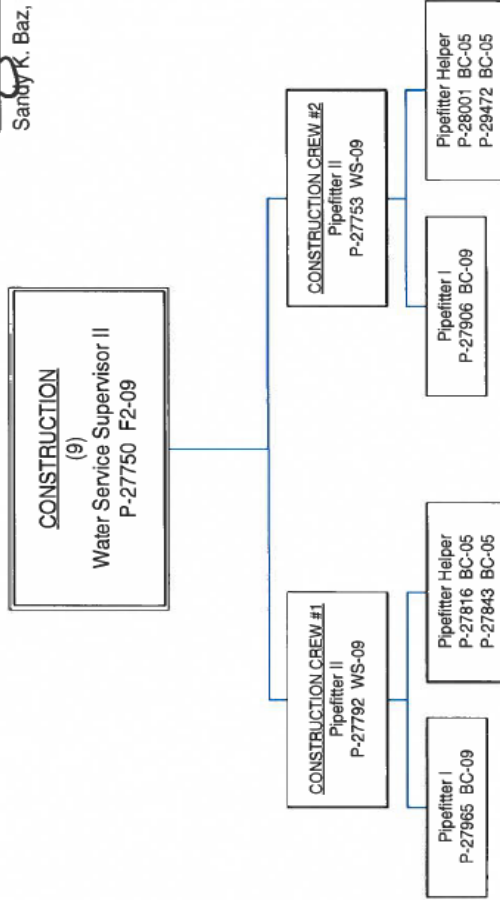 Sandy K. Baz,
CONSTRUCTION
(9)
Water Service Supervisor II
P-27750 F2-09
CONSTRUCTION CREW #1
Pipefitter II
P-27792 WS-09
CONSTRUCTION CREW #2
Pipefitter II
P-27753 WS-09
Pipefitter I
P-27965 BC-09
Pipefitter Helper
P-27816 BC-05
P-27843 BC-05
Pipefitter I
P-27906 BC-09
Pipefitter Helper
P-28001 BC-05
P-29472 BC-05